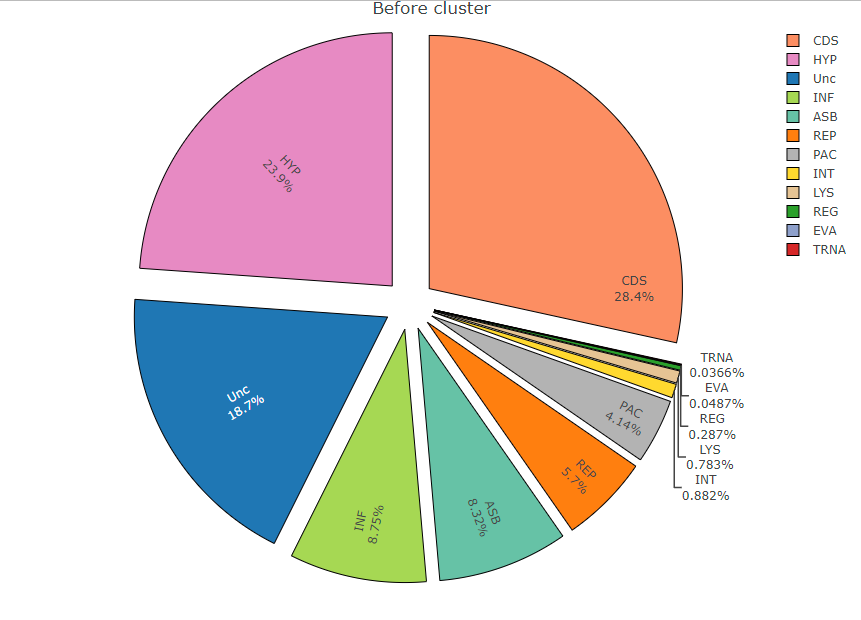 Before cluster
CDS
HYP
Unc
INF
ASB
REP
PAC
INT
LYS
REG
EVA
TRNA
HYP
23.9%
CDS
28.4%
Unc
18.7%
INF
8.75%
ASB
8.32%
REP
5.7%
PAC
4.14%
TRNA
0.0366%
EVA
0.0487%
REG
0.287%
LYS
0.783%
INT
0.882%